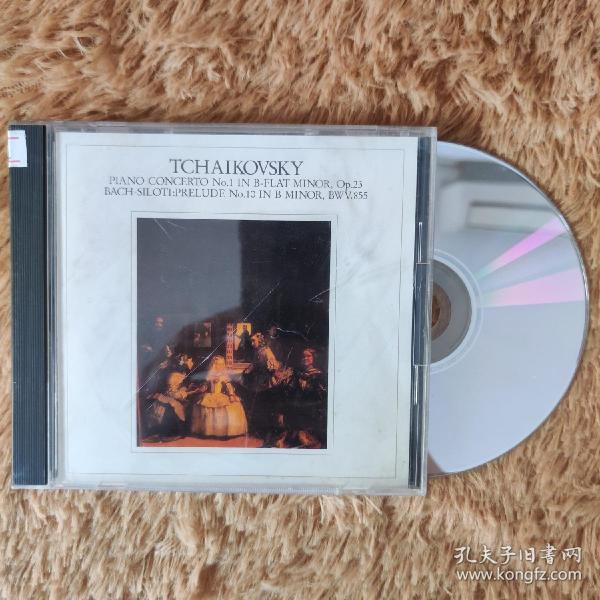 TCHAIKOVSKY
PIANO CONCERTO No.1 IN B-FLAT MINOR, Op.23
BACH-SILOTI:PRELUDE No.10 IN B MINOR, BWV.855
孔夫子旧書网
www.kongfz.com